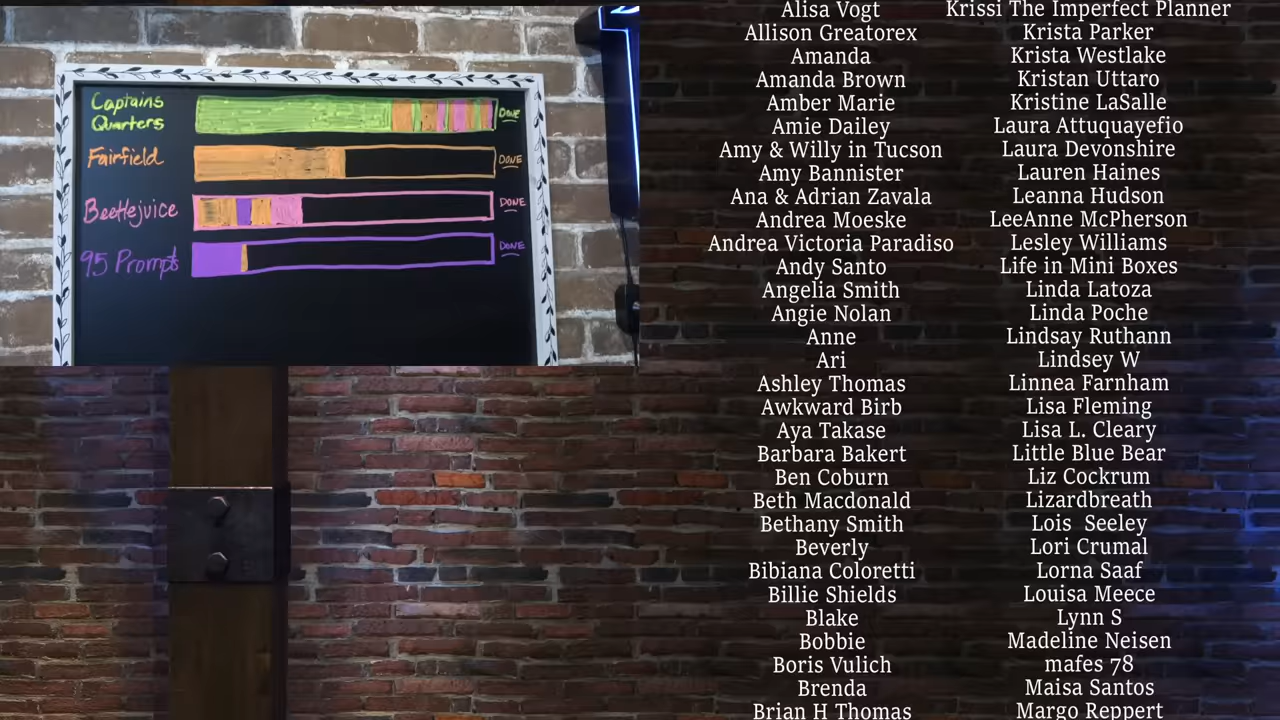 Captains
Quarters
DONE
Fairfield
DONE
Beetlejuice
DONE
95 Prompts
DONE
Alisa Vogt
Allison Greatorex
Amanda
Amanda Brown
Amber Marie
Amie Dailey
Amy & Willy in Tucson
Amy Bannister
Ana & Adrian Zavala
Andrea Moeske
Andrea Victoria Paradiso
Andy Santo
Angelia Smith
Angie Nolan
Anne
Ari
Ashley Thomas
Awkward Birb
Aya Takase
Barbara Bakert
Ben Coburn
Beth Macdonald
Bethany Smith
Beverly
Bibiana Coloretti
Billie Shields
Blake
Bobbie
Boris Vulich
Brenda
Brian H Thomas
Krissi The Imperfect Planner
Krista Parker
Krista Westlake
Kristan Uttaro
Kristine LaSalle
Laura Attuquayefio
Laura Devonshire
Lauren Haines
Leanna Hudson
LeeAnne McPherson
Lesley Williams
Life in Mini Boxes
Linda Latoza
Linda Poche
Lindsay Ruthann
Lindsey W
Linnea Farnham
Lisa Fleming
Lisa L. Cleary
Little Blue Bear
Liz Cockrum
Lizardbreath
Lois Seeley
Lori Crumal
Lorna Saaf
Louisa Meece
Lynn S
Madeline Neisen
mafes 78
Maisa Santos
Margo Reppert